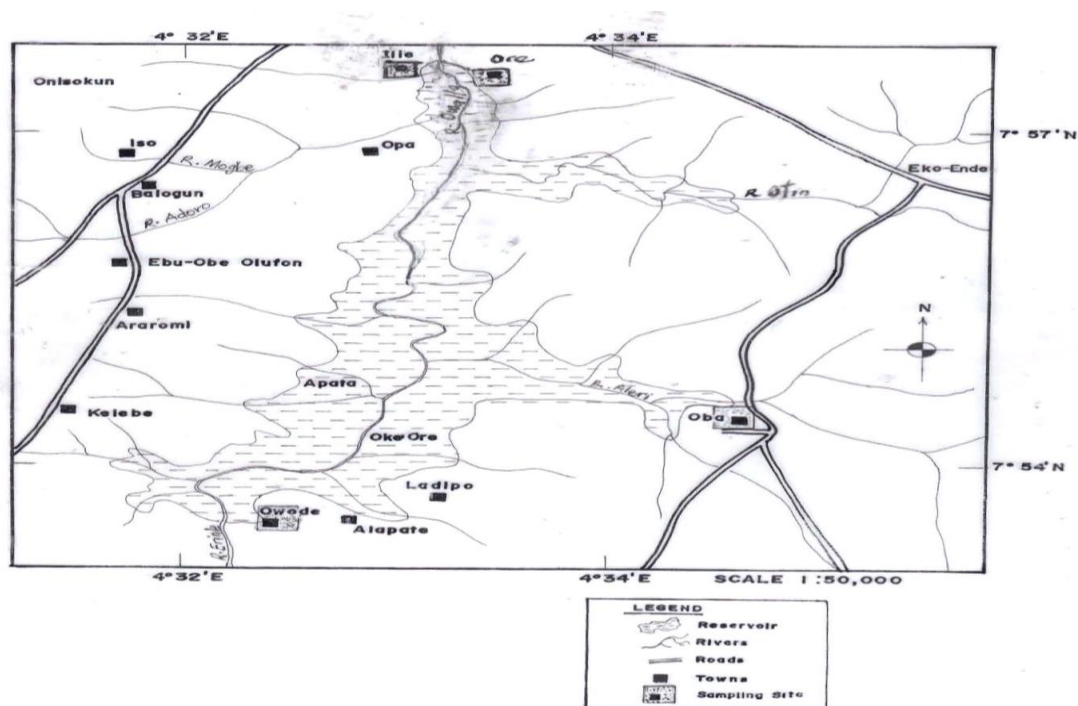 4° 32'E
4° 34'E
Ilie
Ore
Onisokun
7° 57'N
Iso
Opa
R. Mogbe
Eko-Ende
Balogun
R. Otin
R. Adoro
Ebu-Obe Olufon
N
Araromi
Apata
R. Aleri
Kelebe
Oba
Oke Ore
7° 54'N
Ladipo
Owode
Alapate
R. Erinle
4° 32'E
4° 34'E
SCALE 1:50,000
LEGEND
Reservoir
Rivers
Roads
Towns
Sampling Site